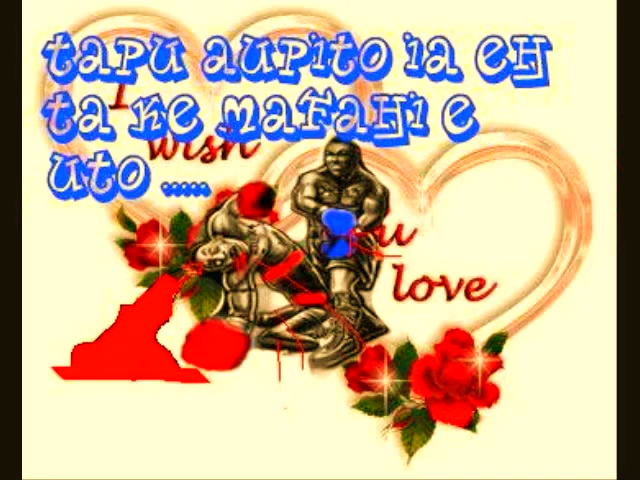 tapu aupito ia eh
ta ke mafahi e
uto .....
I
wish
u
love